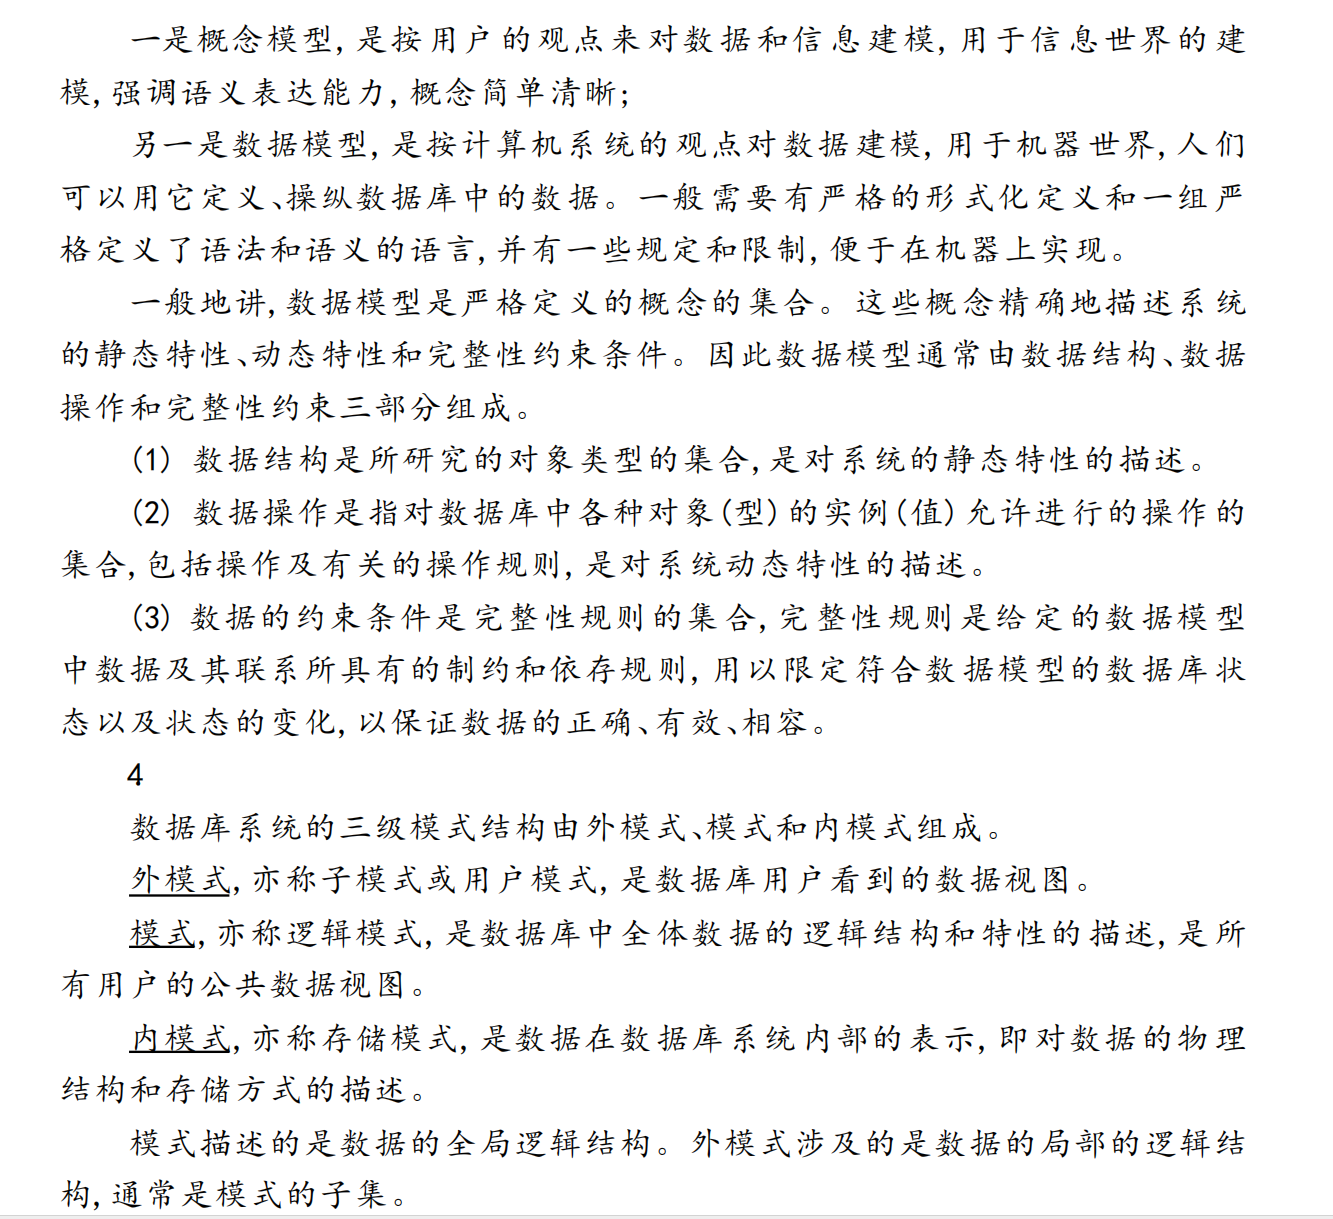 一是概念模型,是按用户的观点来对数据和信息建模,用于信息世界的建
模,强调语义表达能力,概念简单清晰;
另一是数据模型,是按计算机系统的观点对数据建模,用于机器世界,人们
可以用它定义、操纵数据库中的数据。一般需要有严格的形式化定义和一组严
格定义了语法和语义的语言,并有一些规定和限制,便于在机器上实现。
一般地讲,数据模型是严格定义的概念的集合。这些概念精确地描述系统
的静态特性、动态特性和完整性约束条件。因此数据模型通常由数据结构、数据
操作和完整性约束三部分组成。
(1) 数据结构是所研究的对象类型的集合,是对系统的静态特性的描述。
(2) 数据操作是指对数据库中各种对象(型)的实例(值)允许进行的操作的
集合,包括操作及有关的操作规则,是对系统动态特性的描述。
(3) 数据的约束条件是完整性规则的集合,完整性规则是给定的数据模型
中数据及其联系所具有的制约和依存规则,用以限定符合数据模型的数据库状
态以及状态的变化,以保证数据的正确、有效、相容。
4
数据库系统的三级模式结构由外模式、模式和内模式组成。
外模式,亦称子模式或用户模式,是数据库用户看到的数据视图。
模式,亦称逻辑模式,是数据库中全体数据的逻辑结构和特性的描述,是所
有用户的公共数据视图。
内模式,亦称存储模式,是数据在数据库系统内部的表示,即对数据的物理
结构和存储方式的描述。
模式描述的是数据的全局逻辑结构。外模式涉及的是数据的局部的逻辑结
构,通常是模式的子集。